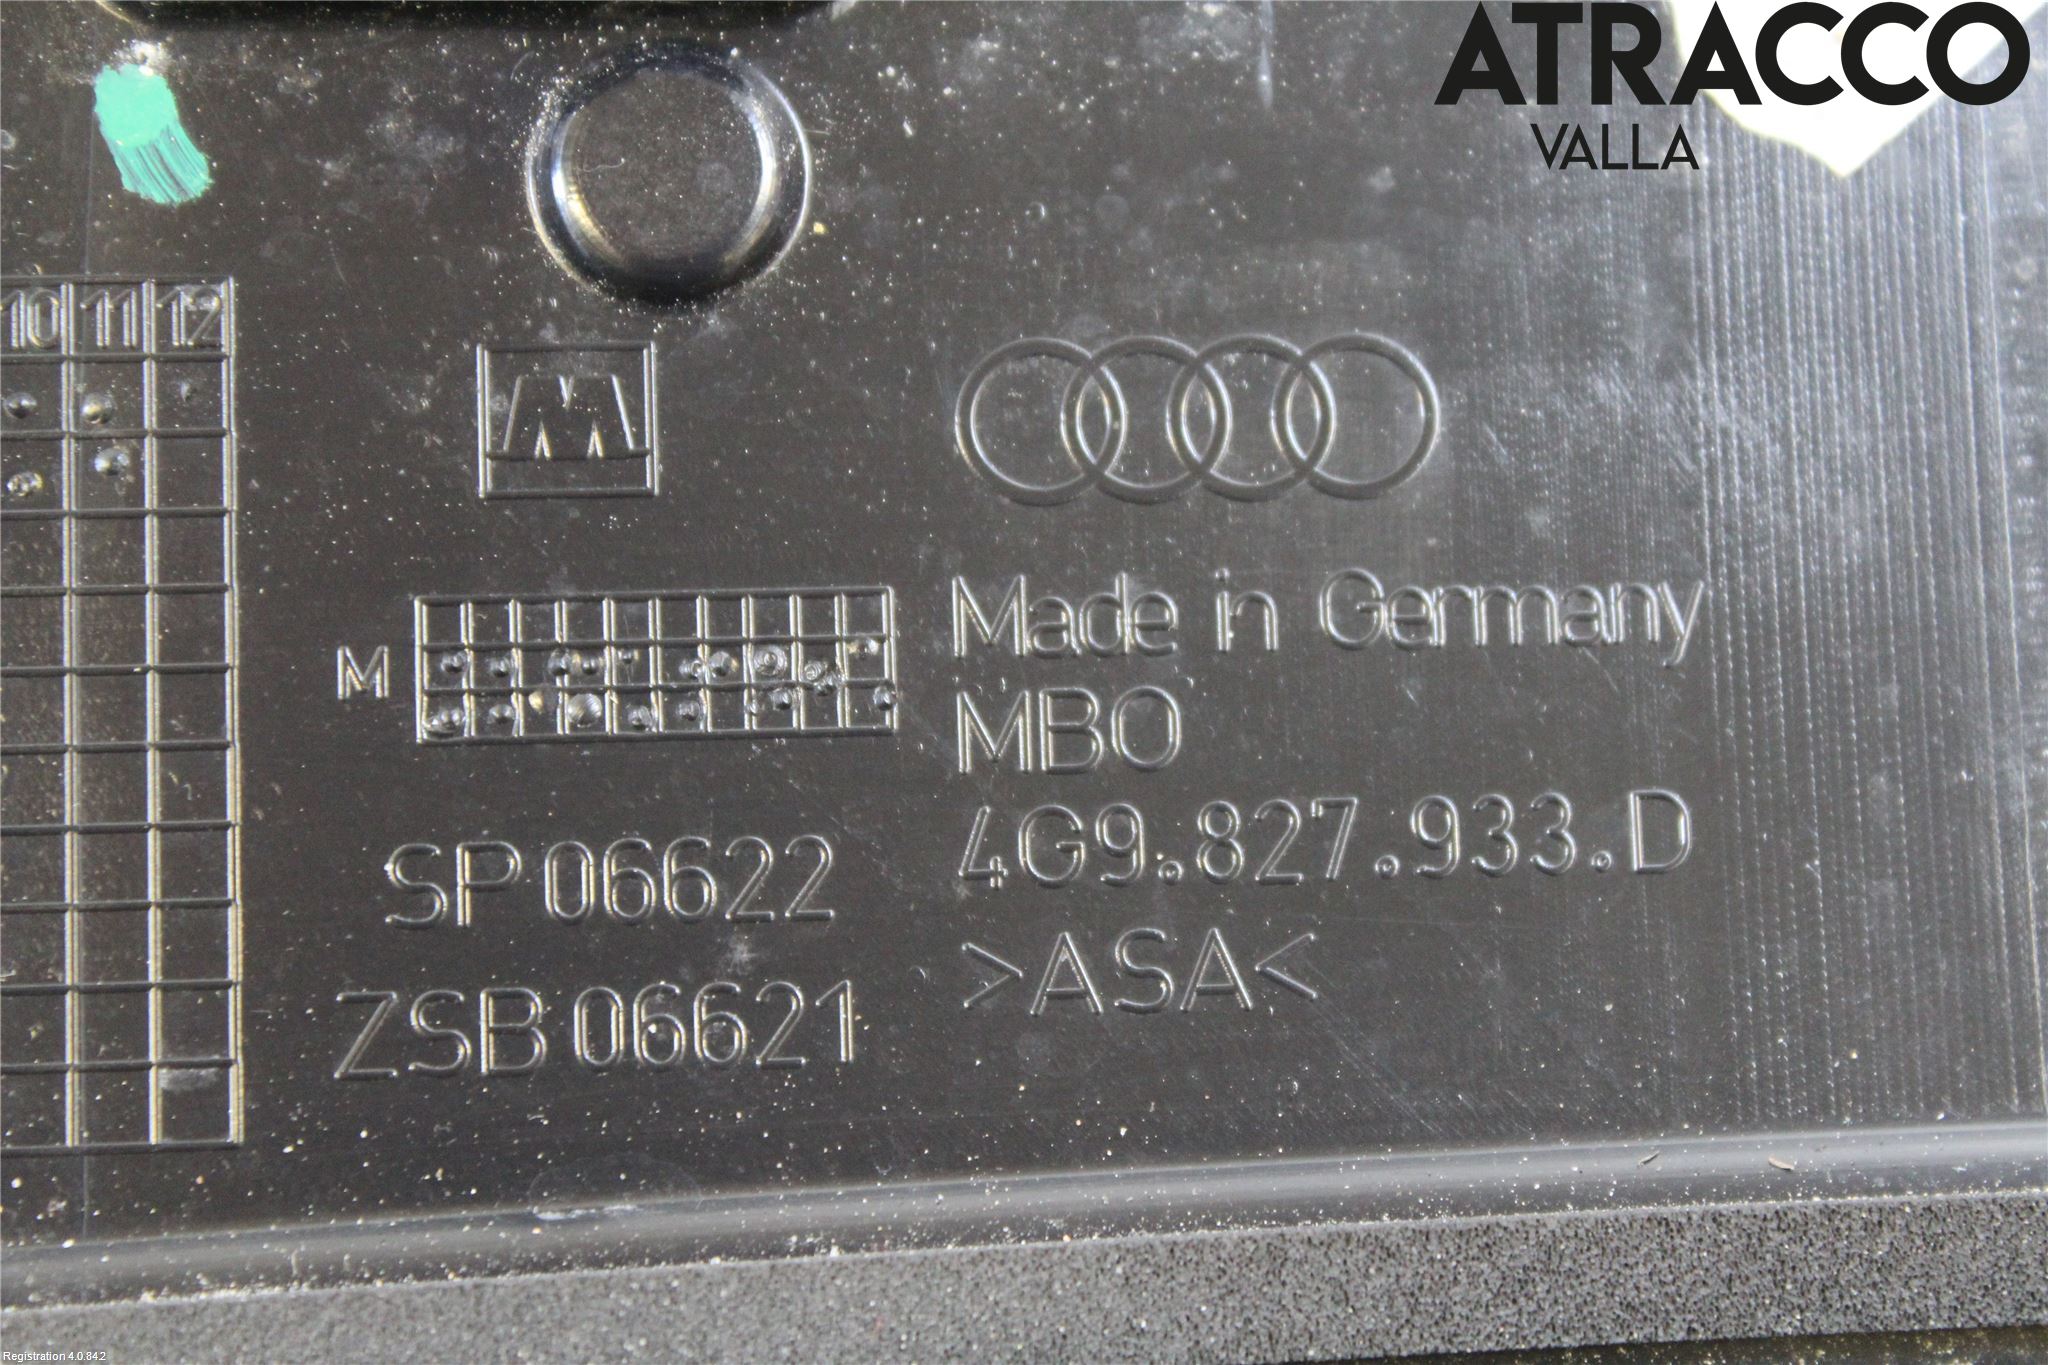 ATRACCO
VALLA
10 11 12
M
Made in Germany
M
MBO
SP 06622
4G9.827.933.D
ZSB 06621
>ASA<
Registration 4.0.842